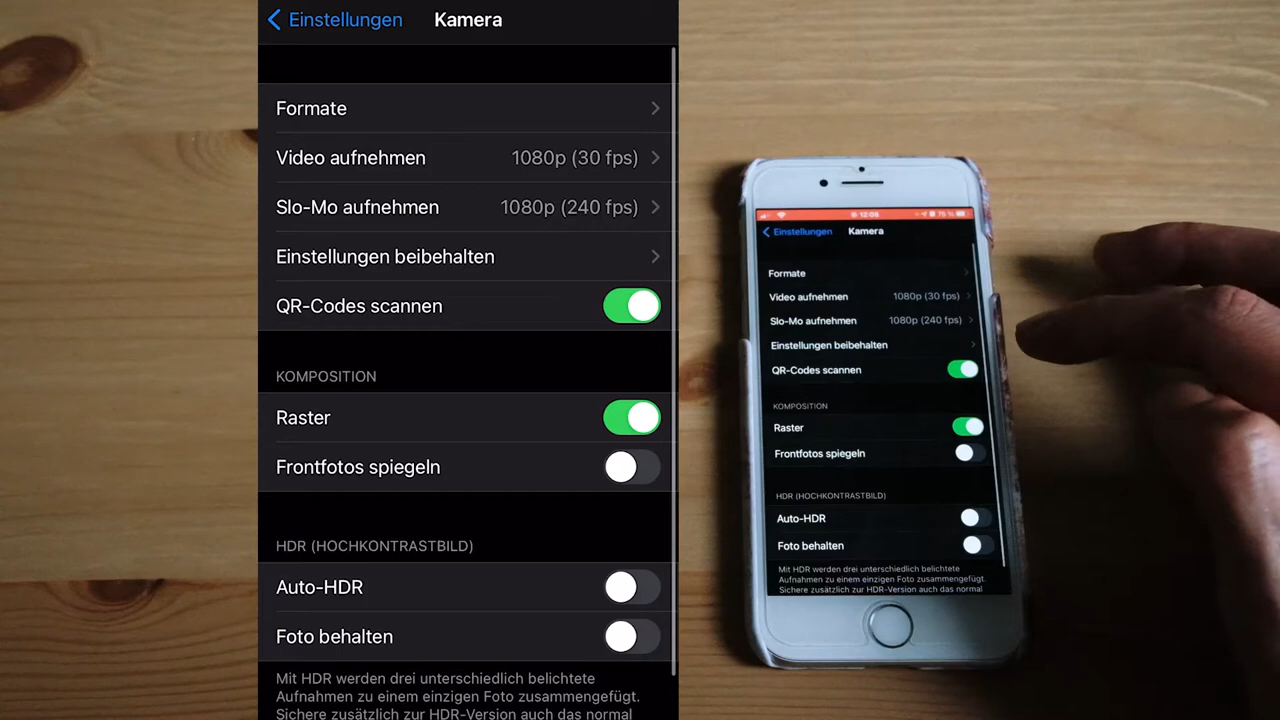 Einstellungen Kamera
Formate
Video aufnehmen 1080p (30 fps)
Slo-Mo aufnehmen 1080p (240 fps)
Einstellungen beibehalten
QR-Codes scannen
KOMPOSITION
Raster
Frontfotos spiegeln
HDR (HOCHKONTRASTBILD)
Auto-HDR
Foto behalten
Mit HDR werden drei unterschiedlich belichtete
Aufnahmen zu einem einzigen Foto zusammengefügt.
Sichere zusätzlich zur HDR-Version auch das normal
12:08 75 %
Einstellungen Kamera
Formate
Video aufnehmen 1080p (30 fps)
Slo-Mo aufnehmen 1080p (240 fps)
Einstellungen beibehalten
QR-Codes scannen
KOMPOSITION
Raster
Frontfotos spiegeln
HDR (HOCHKONTRASTBILD)
Auto-HDR
Foto behalten
Mit HDR werden drei unterschiedlich belichtete
Aufnahmen zu einem einzigen Foto zusammengefügt.
Sichere zusätzlich zur HDR-Version auch das normal